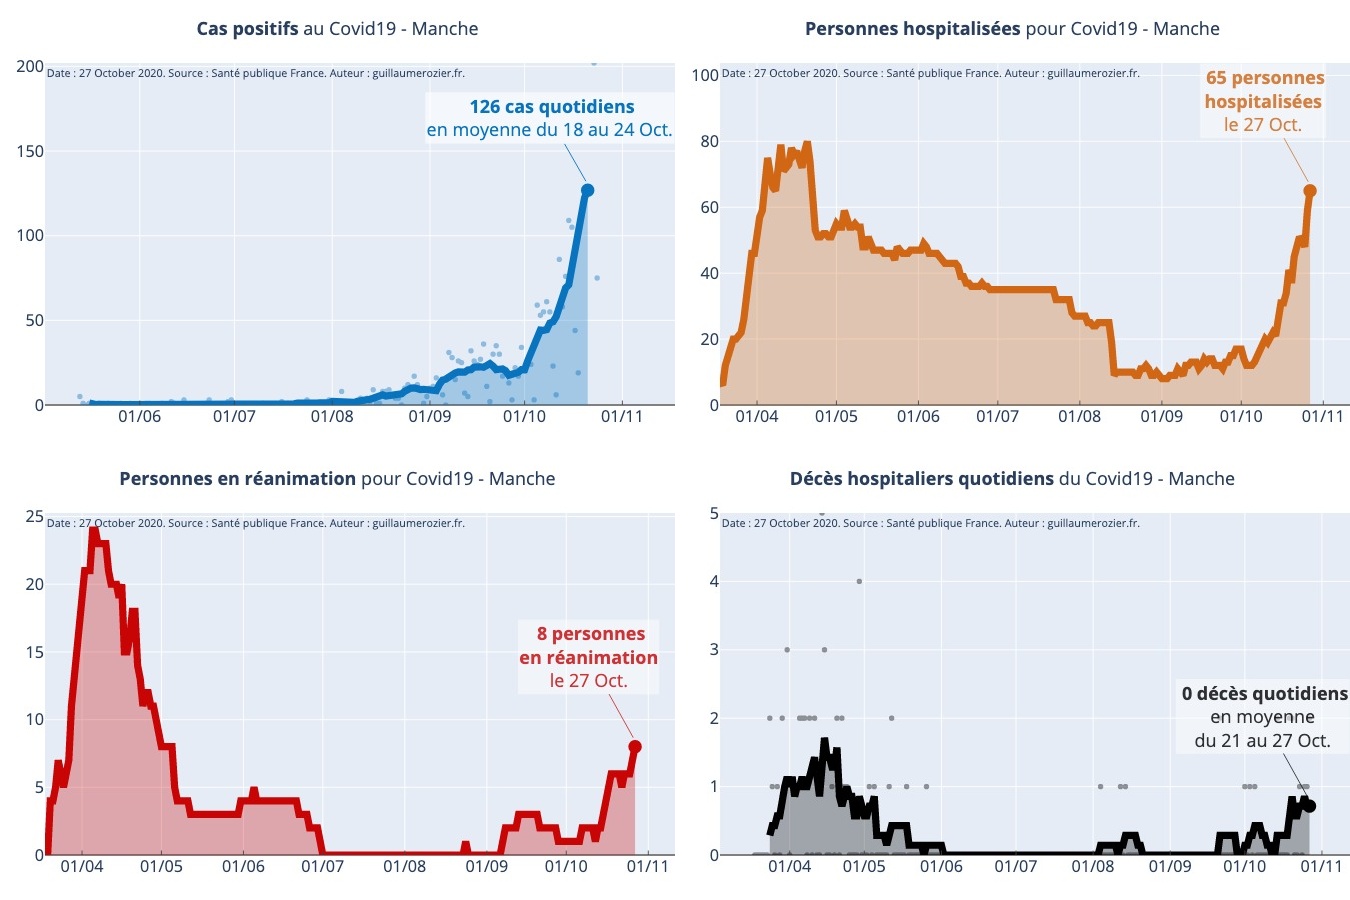 Cas positifs au Covid19 - Manche
200
Date : 27 October 2020. Source : Santé publique France. Auteur : guillaumerozier.fr.
126 cas quotidiens
en moyenne du 18 au 24 Oct.
150
100
50
0
01/06 01/07 01/08 01/09 01/10 01/11
Personnes hospitalisées pour Covid19 - Manche
100
Date : 27 October 2020. Source : Santé publique France. Auteur : guillaumerozier.fr.
65 personnes
hospitalisées
le 27 Oct.
80
60
40
20
0
01/04 01/05 01/06 01/07 01/08 01/09 01/10 01/11
Personnes en réanimation pour Covid19 - Manche
25
Date : 27 October 2020. Source : Santé publique France. Auteur : guillaumerozier.fr.
20
8 personnes
en réanimation
le 27 Oct.
15
10
5
0
01/04 01/05 01/06 01/07 01/08 01/09 01/10 01/11
Décès hospitaliers quotidiens du Covid19 - Manche
5
Date : 27 October 2020. Source : Santé publique France. Auteur : guillaumerozier.fr.
4
3
0 décès quotidiens
en moyenne
du 21 au 27 Oct.
2
1
0
01/04 01/05 01/06 01/07 01/08 01/09 01/10 01/11